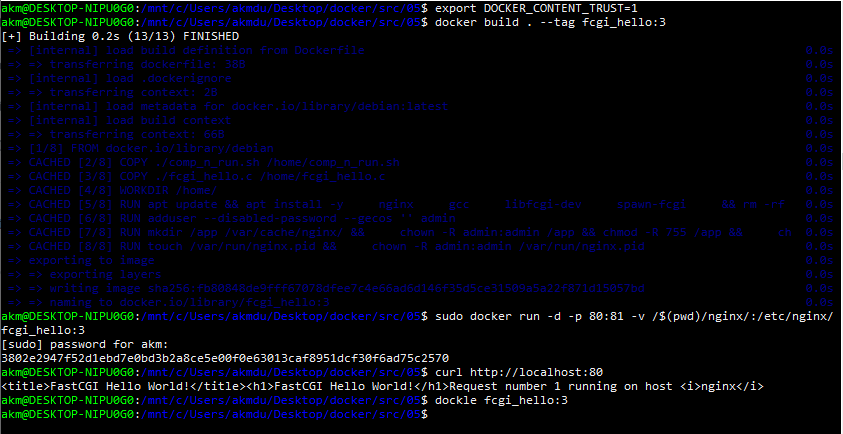 akm@DESKTOP-NIPU0G0:/mnt/c/Users/akmdu/Desktop/docker/src/05$ export DOCKER_CONTENT_TRUST=1
akm@DESKTOP-NIPU0G0:/mnt/c/Users/akmdu/Desktop/docker/src/05$ docker build . --tag fcgi_hello:3
[+] Building 0.2s (13/13) FINISHED
=> [internal] load build definition from Dockerfile 0.0s
=> => transferring dockerfile: 38B 0.0s
=> [internal] load .dockerignore 0.0s
=> => transferring context: 2B 0.0s
=> [internal] load metadata for docker.io/library/debian:latest 0.0s
=> [internal] load build context 0.0s
=> => transferring context: 66B 0.0s
=> [1/8] FROM docker.io/library/debian 0.0s
=> CACHED [2/8] COPY ./comp_n_run.sh /home/comp_n_run.sh 0.0s
=> CACHED [3/8] COPY ./fcgi_hello.c /home/fcgi_hello.c 0.0s
=> CACHED [4/8] WORKDIR /home/ 0.0s
=> CACHED [5/8] RUN apt update && apt install -y     nginx     gcc     libfcgi-dev     spawn-fcgi     && rm -rf 0.0s
=> CACHED [6/8] RUN adduser --disabled-password --gecos '' admin 0.0s
=> CACHED [7/8] RUN mkdir /app /var/cache/nginx/ &&     chown -R admin:admin /app && chmod -R 755 /app &&     ch 0.0s
=> CACHED [8/8] RUN touch /var/run/nginx.pid &&     chown -R admin:admin /var/run/nginx.pid 0.0s
=> exporting to image 0.0s
=> => exporting layers 0.0s
=> => writing image 0.0s
=> => naming to docker.io/library/fcgi_hello:3 0.0s
akm@DESKTOP-NIPU0G0:/mnt/c/Users/akmdu/Desktop/docker/src/05$ sudo docker run -d -p 80:81 -v /$(pwd)/nginx/:/etc/nginx/
fcgi_hello:3
[sudo] password for akm:
3802e2947f52d1ebd7e0bd3b2a8ce5e00f0e63013caf8951dcf30f6ad75c2570
akm@DESKTOP-NIPU0G0:/mnt/c/Users/akmdu/Desktop/docker/src/05$ curl http://localhost:80
<title>FastCGI Hello World!</title><h1>FastCGI Hello World!</h1>Request number 1 running on host <i>nginx</i>
akm@DESKTOP-NIPU0G0:/mnt/c/Users/akmdu/Desktop/docker/src/05$ dockle fcgi_hello:3
akm@DESKTOP-NIPU0G0:/mnt/c/Users/akmdu/Desktop/docker/src/05$